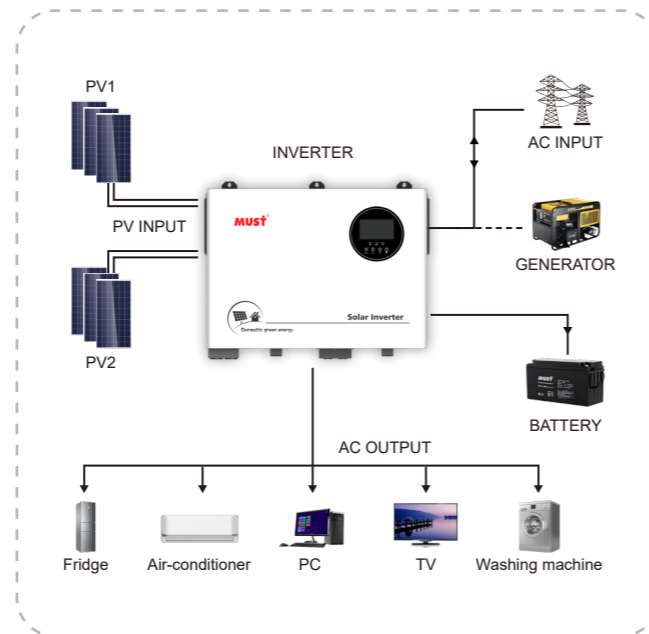 PV1
INVERTER
AC INPUT
MUST
PV INPUT
GENERATOR
Solar Inverter
Domestic green energy
PV2
MUST
BATTERY
AC OUTPUT
Fridge
Air-conditioner
PC
TV
Washing machine